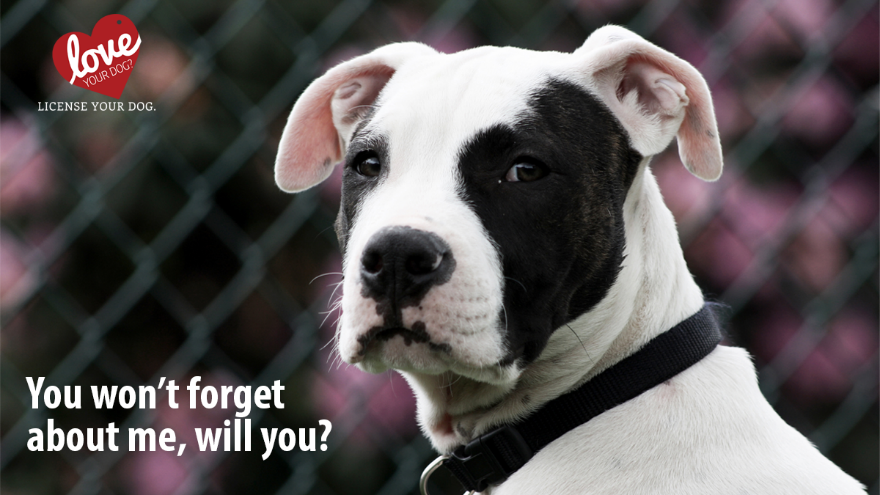 love
YOUR DOG?
LICENSE YOUR DOG.
You won't forget
about me, will you?